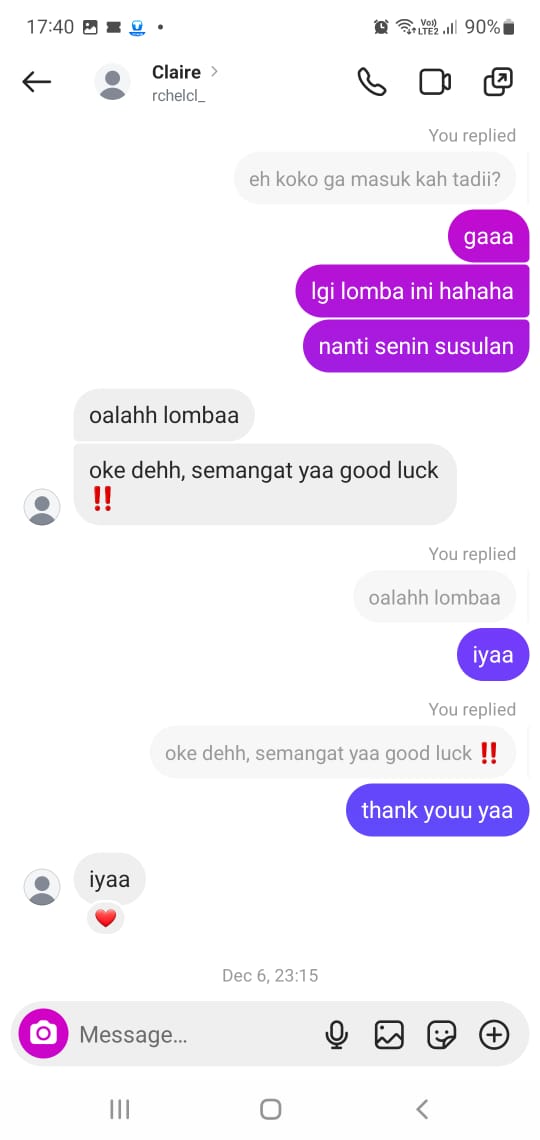 17:40
Vo)) LTE2 90%
Claire
rchelcl_
You replied
eh koko ga masuk kah tadii?
gaaa
lgi lomba ini hahaha
nanti senin susulan
oalahh lombaa
oke dehh, semangat yaa good luck
‼️
You replied
oalahh lombaa
iyaa
You replied
oke dehh, semangat yaa good luck ‼️
thank youu yaa
iyaa
❤️
Dec 6, 23:15
Message...